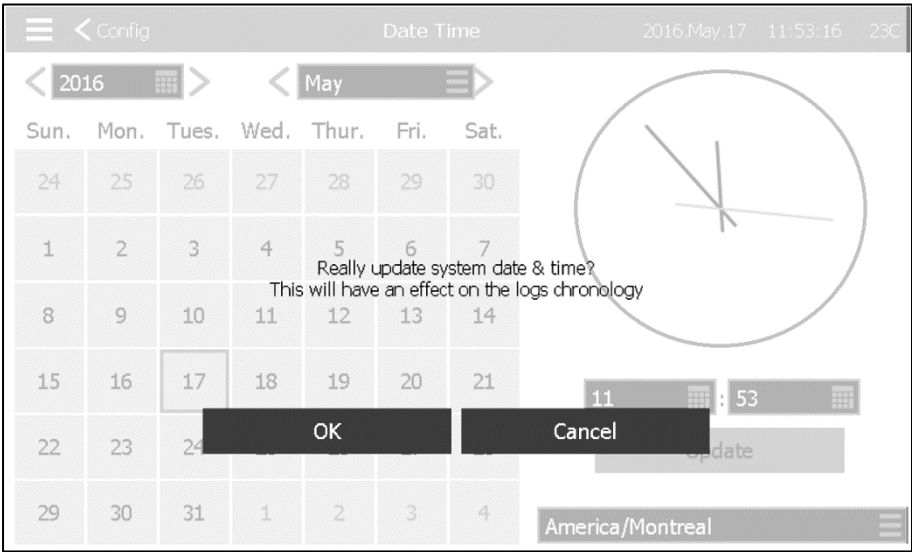 Config Date Time 2016.May.17 11:53:16 23C
2016 May
Sun. Mon. Tues. Wed. Thur. Fri. Sat.
24 25 26 27 28 29 30
1 2 3 4 5 6 7
Really update system date & time?
This will have an effect on the logs chronology
8 9 10 11 12 13 14
15 16 17 18 19 20 21
11 : 53
OK Cancel
22 23 24
Update
29 30 31 1 2 3 4
America/Montreal